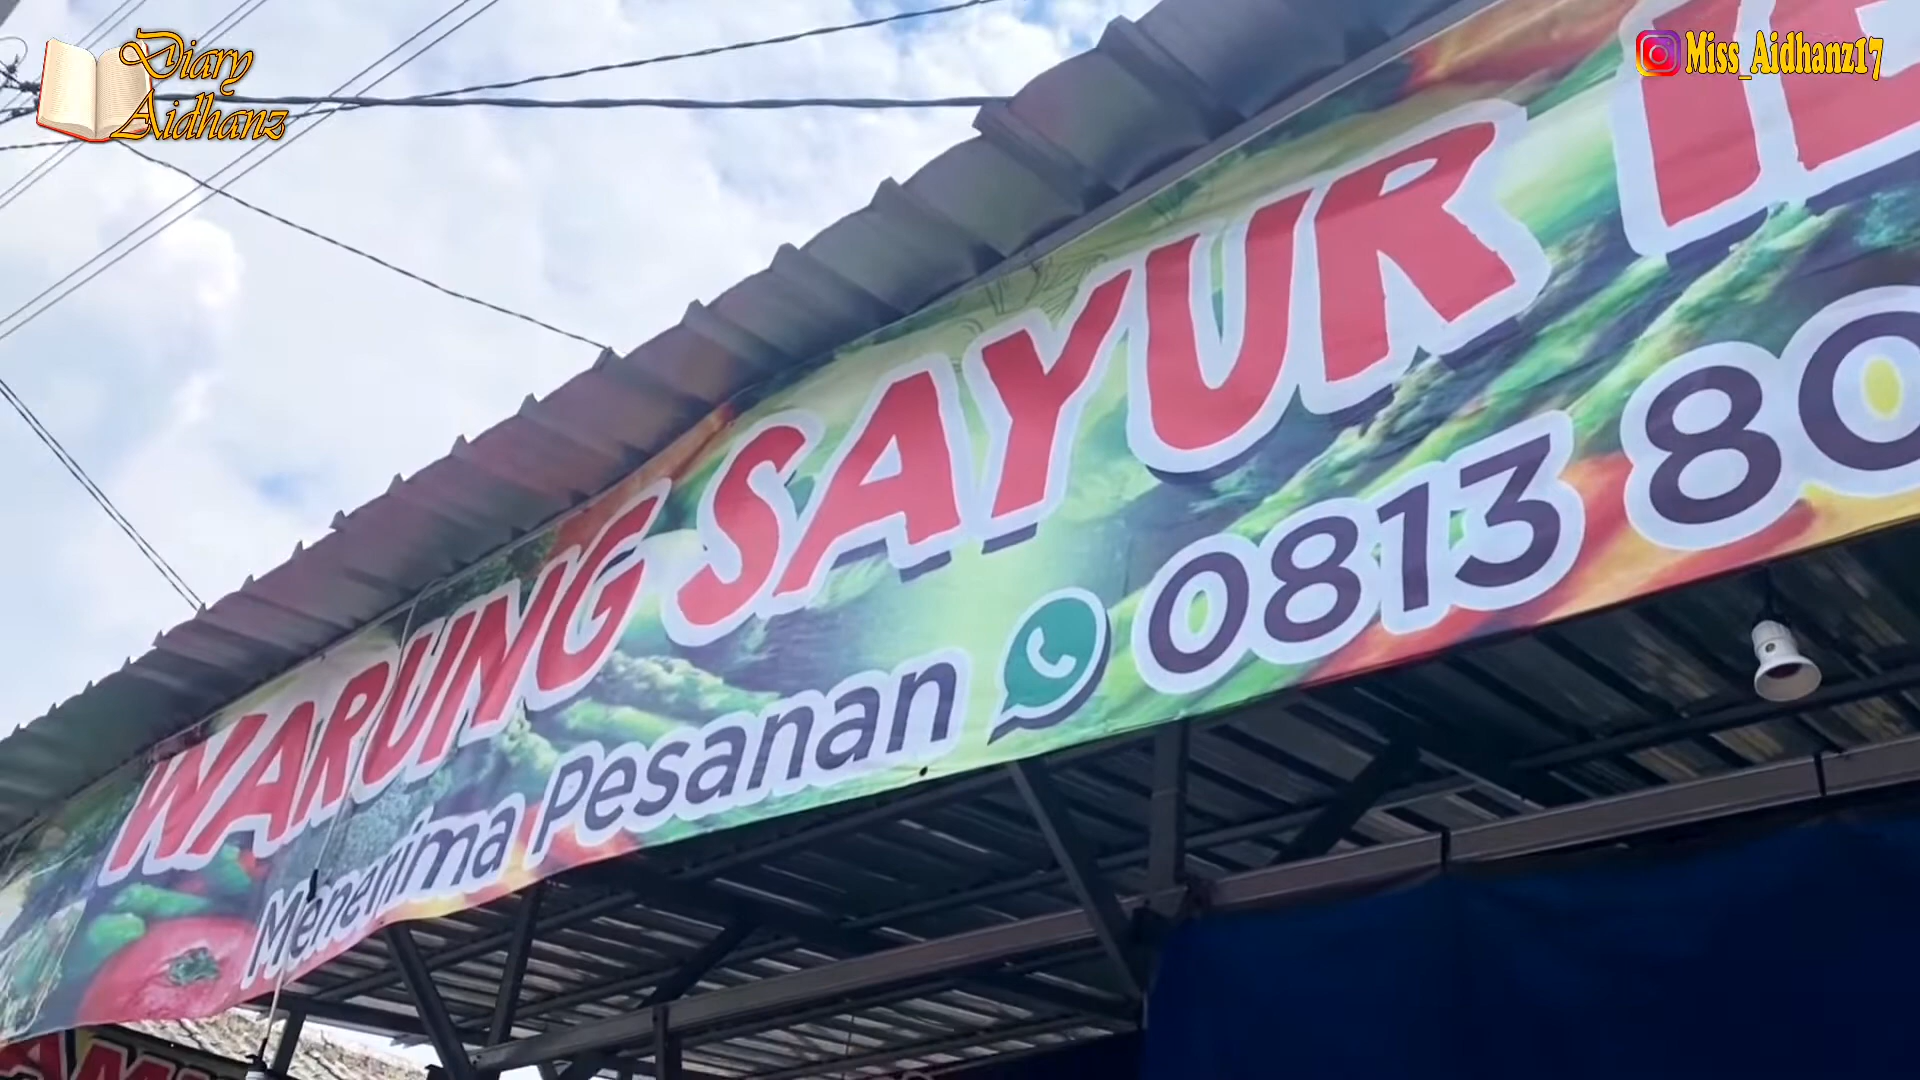 Diary
Aidhanz
Miss_Aidhanz17
WARUNG SAYUR
Menerima Pesanan 0813 80